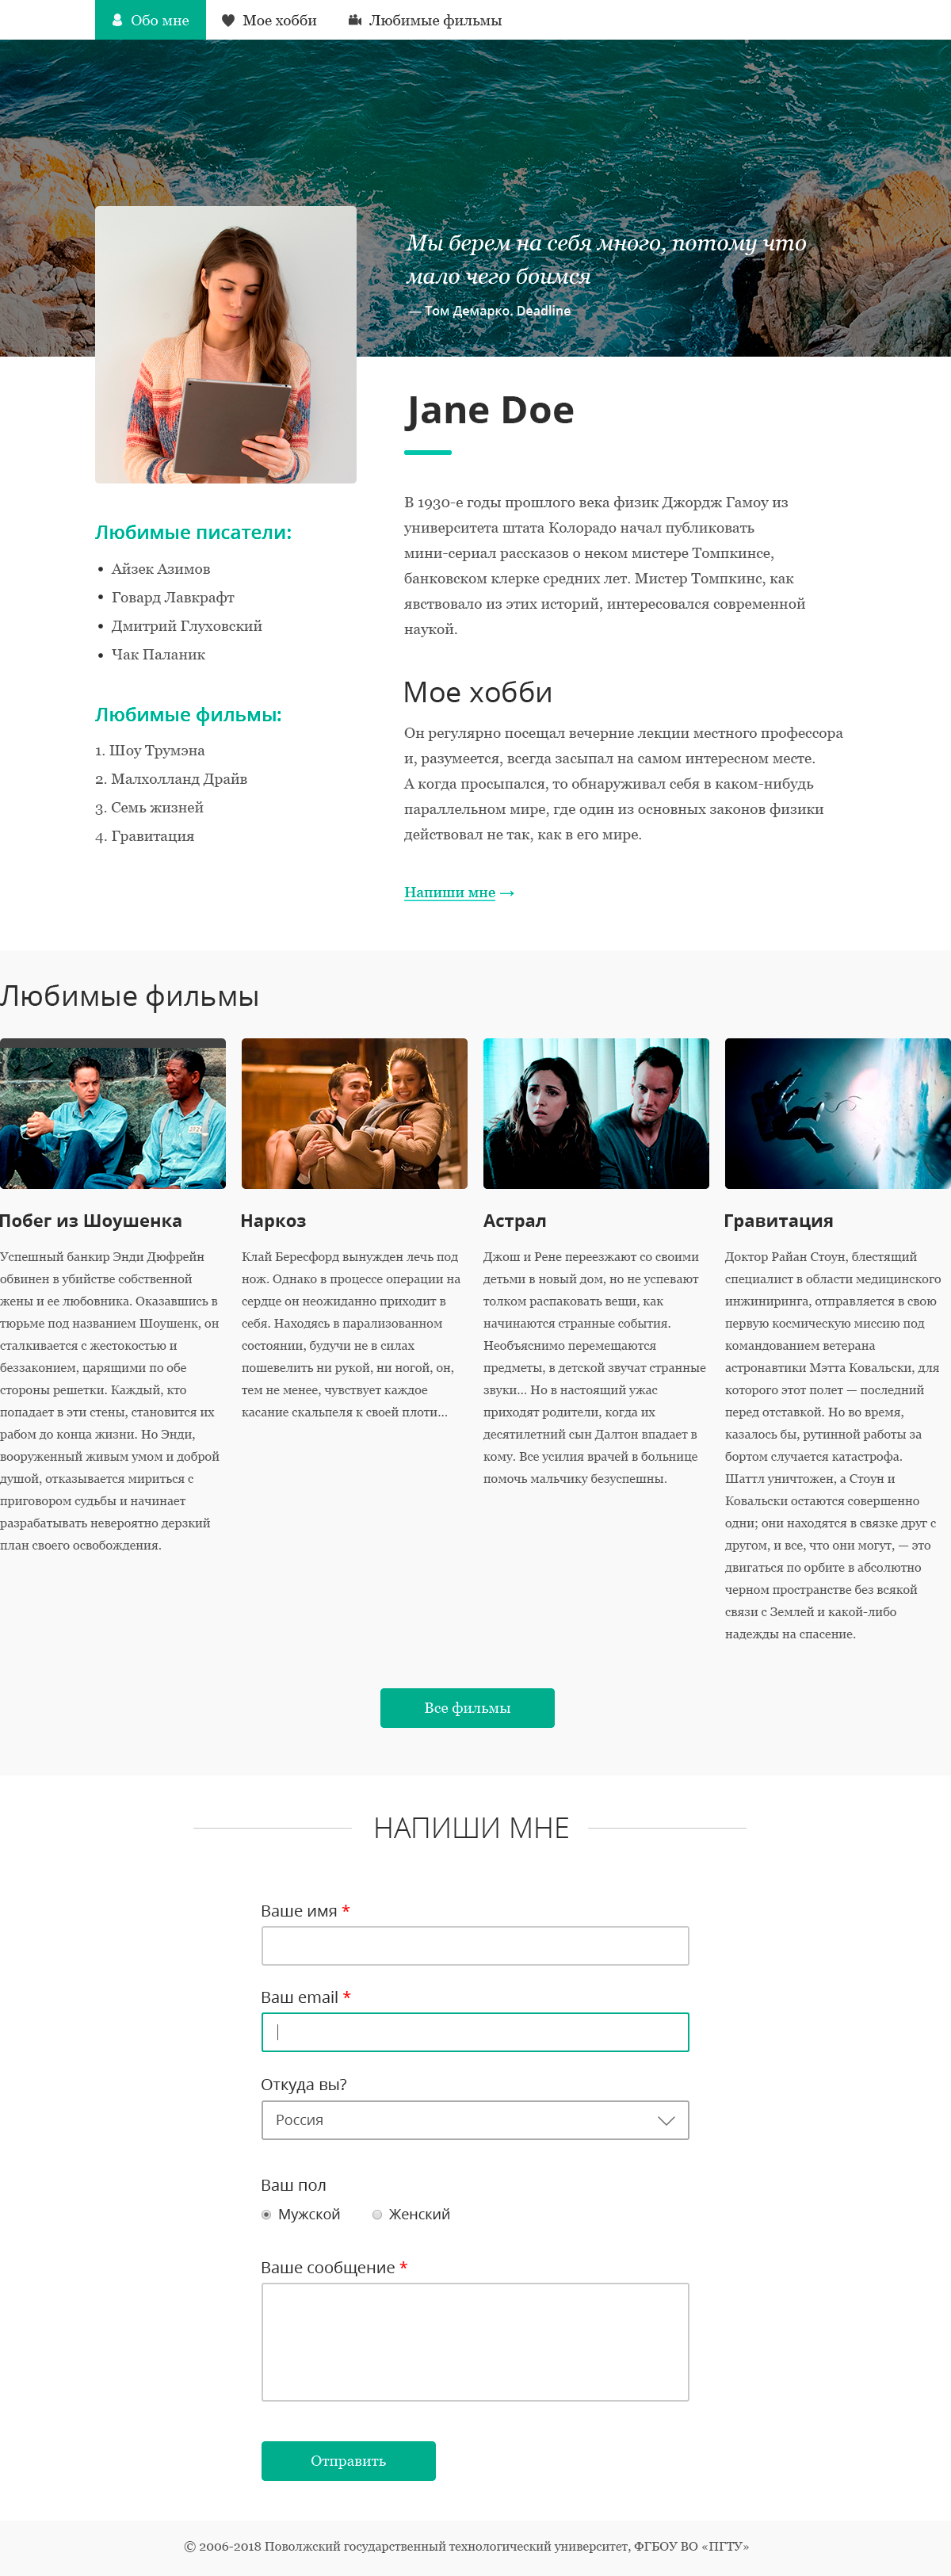 Обо мне
Мое хобби
Любимые фильмы
Мы берем на себя много, потому что
мало чего боимся
— Том Демарко. Deadline
Jane Doe
В 1930-е годы прошлого века физик Джордж Гамоу из
университета штата Колорадо начал публиковать
мини-сериал рассказов о неком мистере Томпкинсе,
банковском клерке средних лет. Мистер Томпкинс, как
явствовало из этих историй, интересовался современной
наукой.
Любимые писатели:
• Айзек Азимов
• Говард Лавкрафт
• Дмитрий Глуховский
• Чак Паланик
Любимые фильмы:
1. Шоу Трумэна
2. Малхолланд Драйв
3. Семь жизней
4. Гравитация
Мое хобби
Он регулярно посещал вечерние лекции местного профессора
и, разумеется, всегда засыпал на самом интересном месте.
А когда просыпался, то обнаруживал себя в каком-нибудь
параллельном мире, где один из основных законов физики
действовал не так, как в его мире.
Напиши мне →
Любимые фильмы
Побег из Шоушенка
Успешный банкир Энди Дюфрейн
обвинен в убийстве собственной
жены и ее любовника. Оказавшись в
тюрьме под названием Шоушенк, он
сталкивается с жестокостью и
беззаконием, царящими по обе
стороны решетки. Каждый, кто
попадает в эти стены, становится их
рабом до конца жизни. Но Энди,
вооруженный живым умом и доброй
душой, отказывается мириться с
приговором судьбы и начинает
разрабатывать невероятно дерзкий
план своего освобождения.
Наркоз
Клай Бересфорд вынужден лечь под
нож. Однако в процессе операции на
сердце он неожиданно приходит в
себя. Находясь в парализованном
состоянии, будучи не в силах
пошевелить ни рукой, ни ногой, он,
тем не менее, чувствует каждое
касание скальпеля к своей плоти...
Астрал
Джош и Рене переезжают со своими
детьми в новый дом, но не успевают
толком распаковать вещи, как
начинаются странные события.
Необъяснимо перемещаются
предметы, в детской звучат странные
звуки... Но в настоящий ужас
приходят родители, когда их
десятилетний сын Далтон впадает в
кому. Все усилия врачей в больнице
помочь мальчику безуспешны.
Гравитация
Доктор Райан Стоун, блестящий
специалист в области медицинского
инжиниринга, отправляется в свою
первую космическую миссию под
командованием ветерана
астронавтики Мэтта Ковальски, для
которого этот полет — последний
перед отставкой. Но во время,
казалось бы, рутинной работы за
бортом случается катастрофа.
Шаттл уничтожен, а Стоун и
Ковальски остаются совершенно
одни; они находятся в связке друг с
другом, и все, что они могут, — это
двигаться по орбите в абсолютно
черном пространстве без всякой
связи с Землей и какой-либо
надежды на спасение.
Все фильмы
НАПИШИ МНЕ
Ваше имя *
Ваш email *
Откуда вы?
Россия
Ваш пол
Мужской
Женский
Ваше сообщение *
Отправить
© 2006-2018 Поволжский государственный технологический университет, ФГБОУ ВО «ПГТУ»